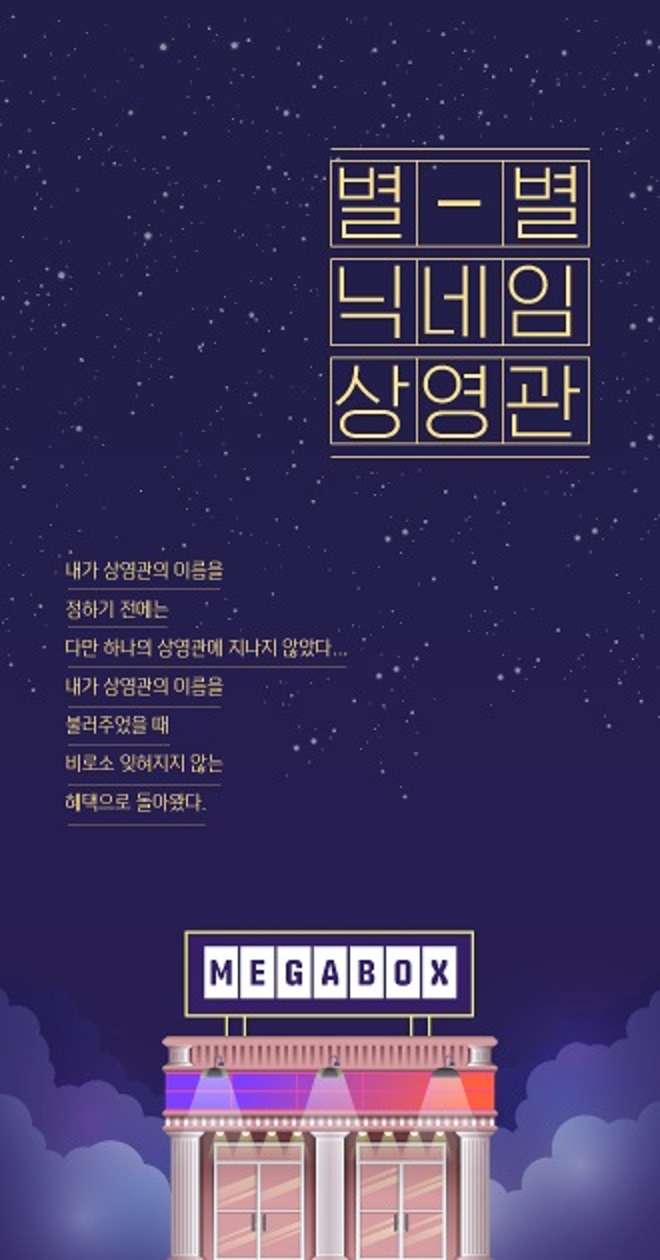 별-별
닉네임
상영관
내가 상영관의 이름을
정하기 전에는
다만 하나의 상영관에 지나지 않았다...
내가 상영관의 이름을
불러주었을 때
비로소 잊혀지지 않는
혜택으로 돌아왔다.
MEGABOX